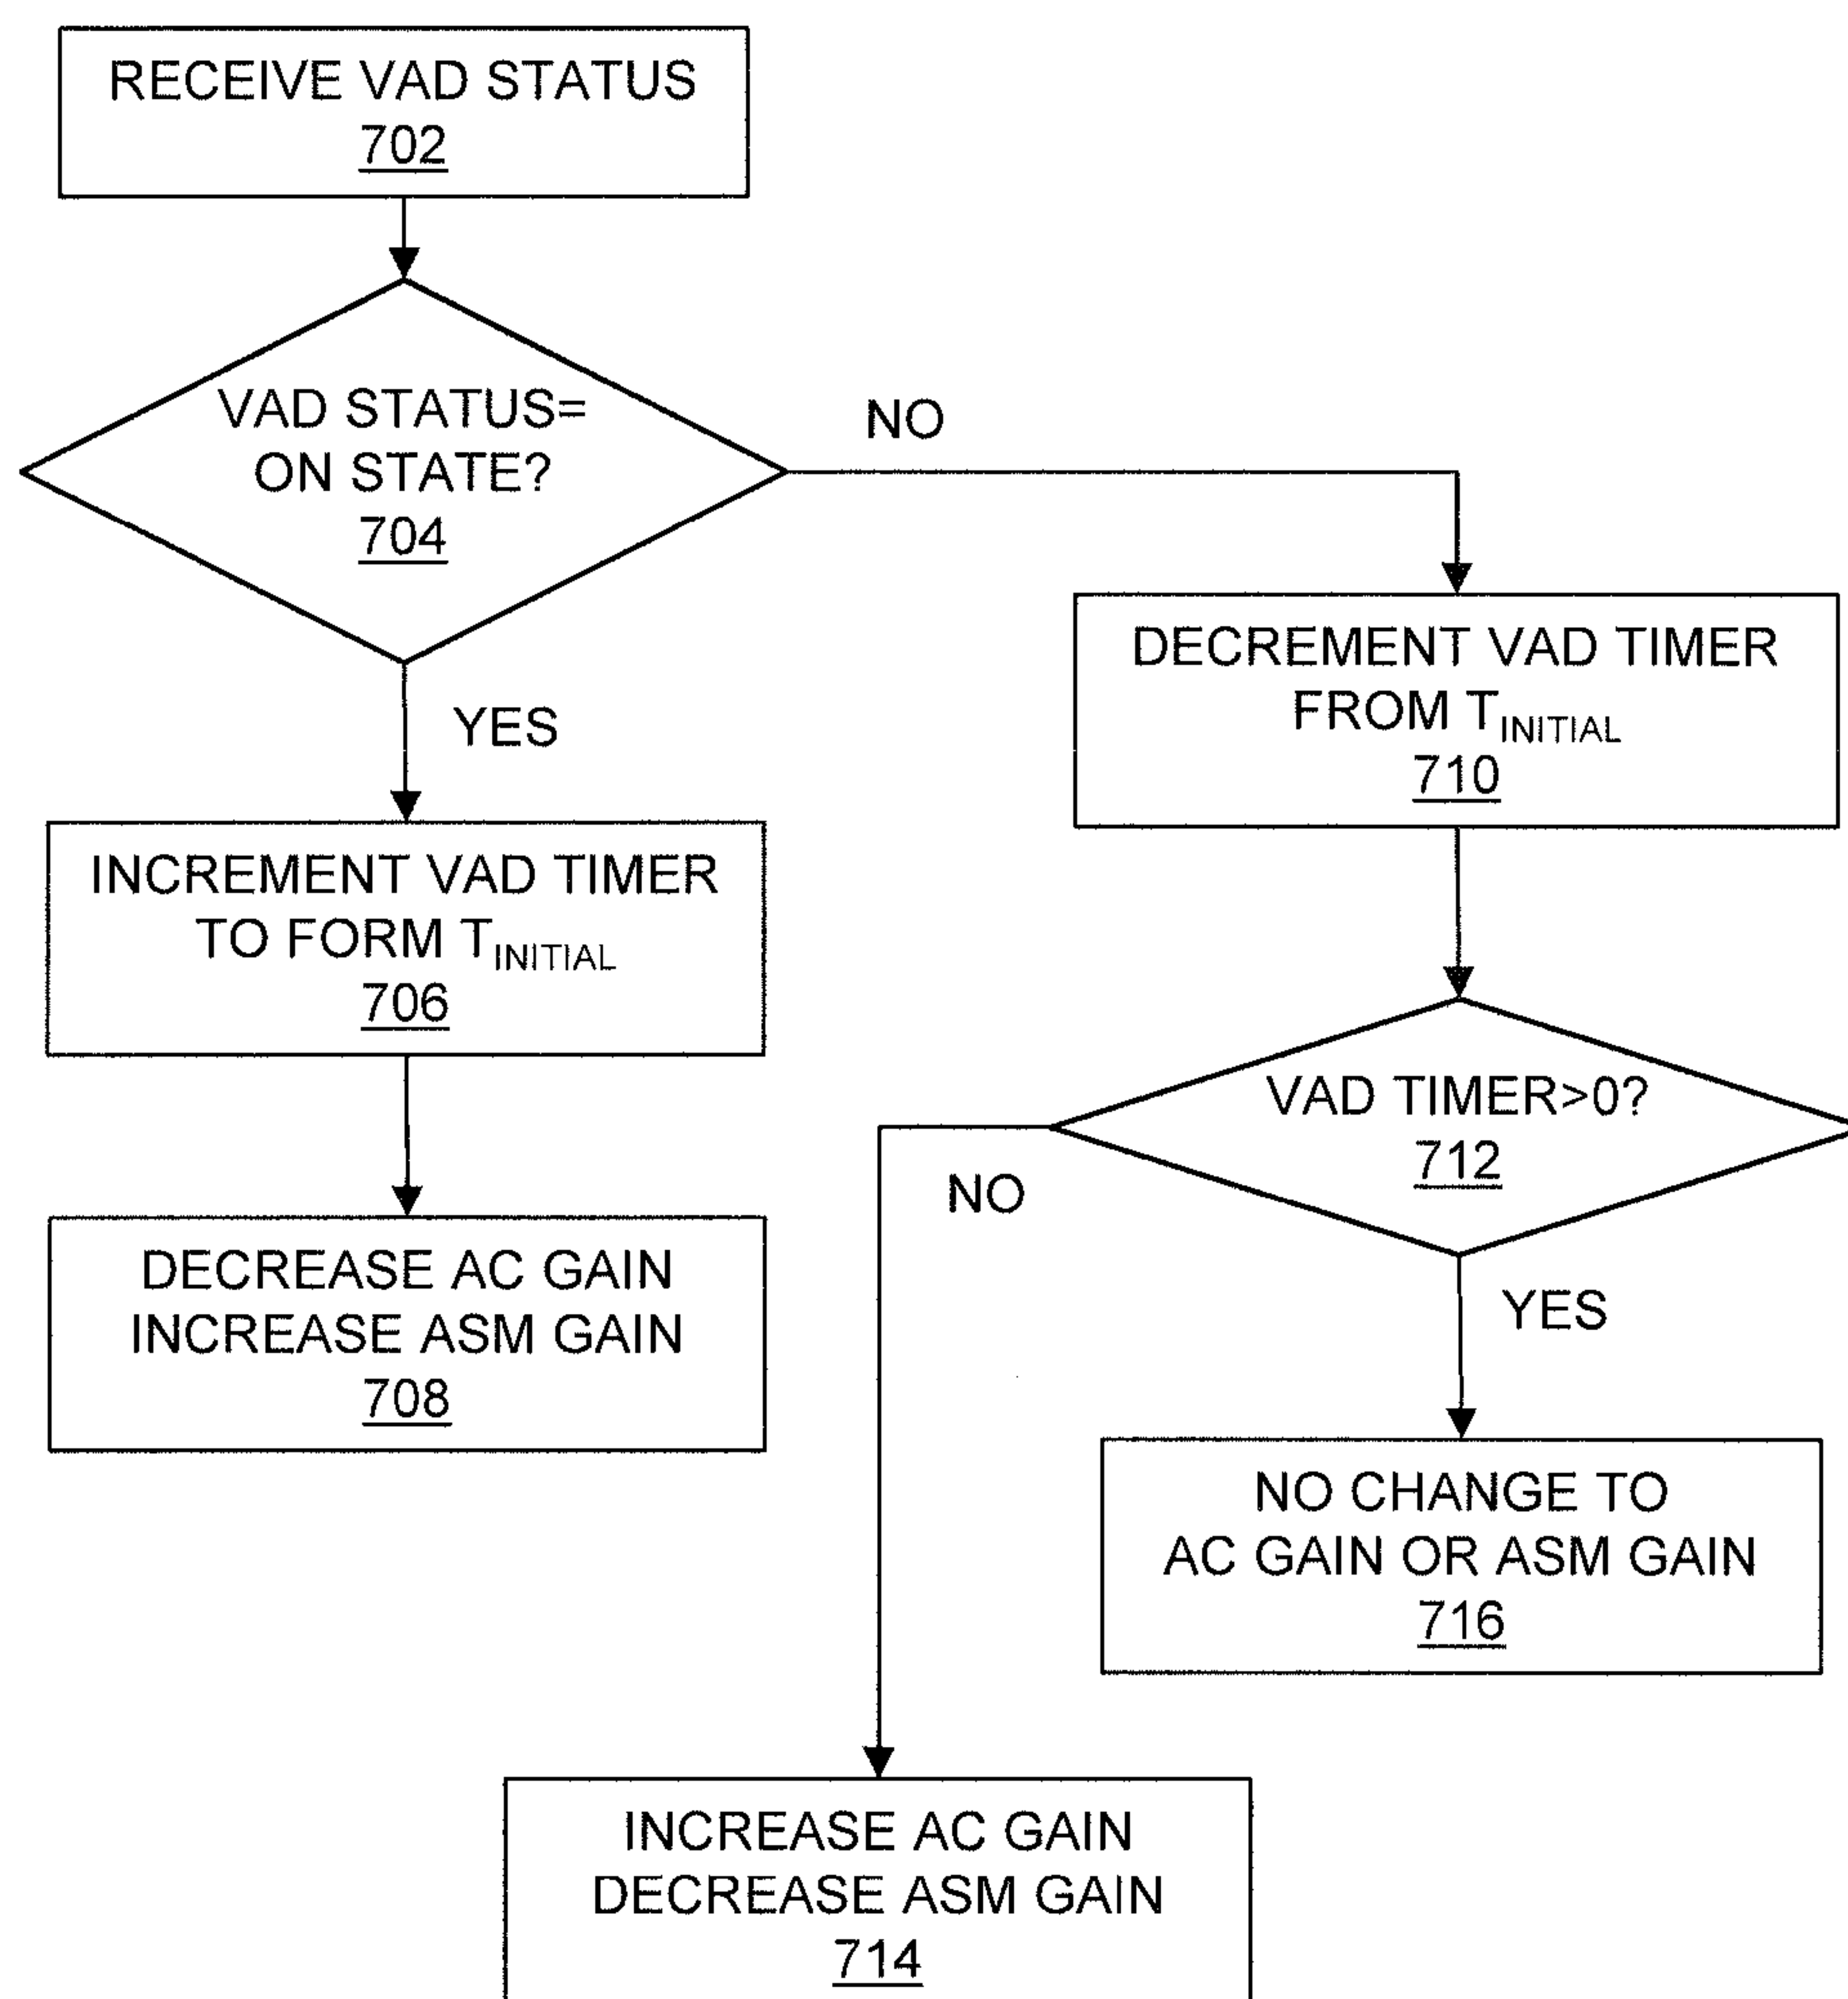 RECEIVE VAD STATUS
702
VAD STATUS=
ON STATE?
704
NO
YES
DECREMENT VAD TIMER
FROM T_INITIAL
710
INCREMENT VAD TIMER
TO FORM T_INITIAL
706
VAD TIMER>0?
712
NO
YES
DECREASE AC GAIN
INCREASE ASM GAIN
708
NO CHANGE TO
AC GAIN OR ASM GAIN
716
INCREASE AC GAIN
DECREASE ASM GAIN
714